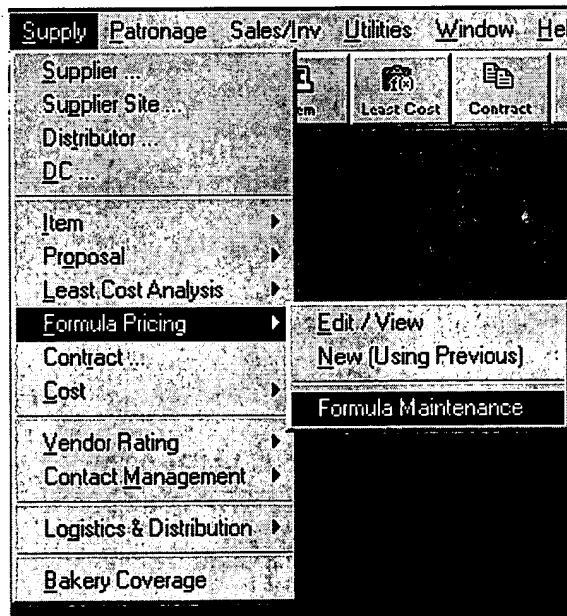 Supply Patronage Sales/Inv Utilities Window Hel
Supplier ...
Supplier Site ...
Distributor ...
DC ...
em Least Cost Contract
Item
Proposal
Least Cost Analysis
Formula Pricing
Contract ...
Cost
Vendor Rating
Contact Management
Logistics & Distribution
Bakery Coverage
Edit / View
New (Using Previous)
Formula Maintenance